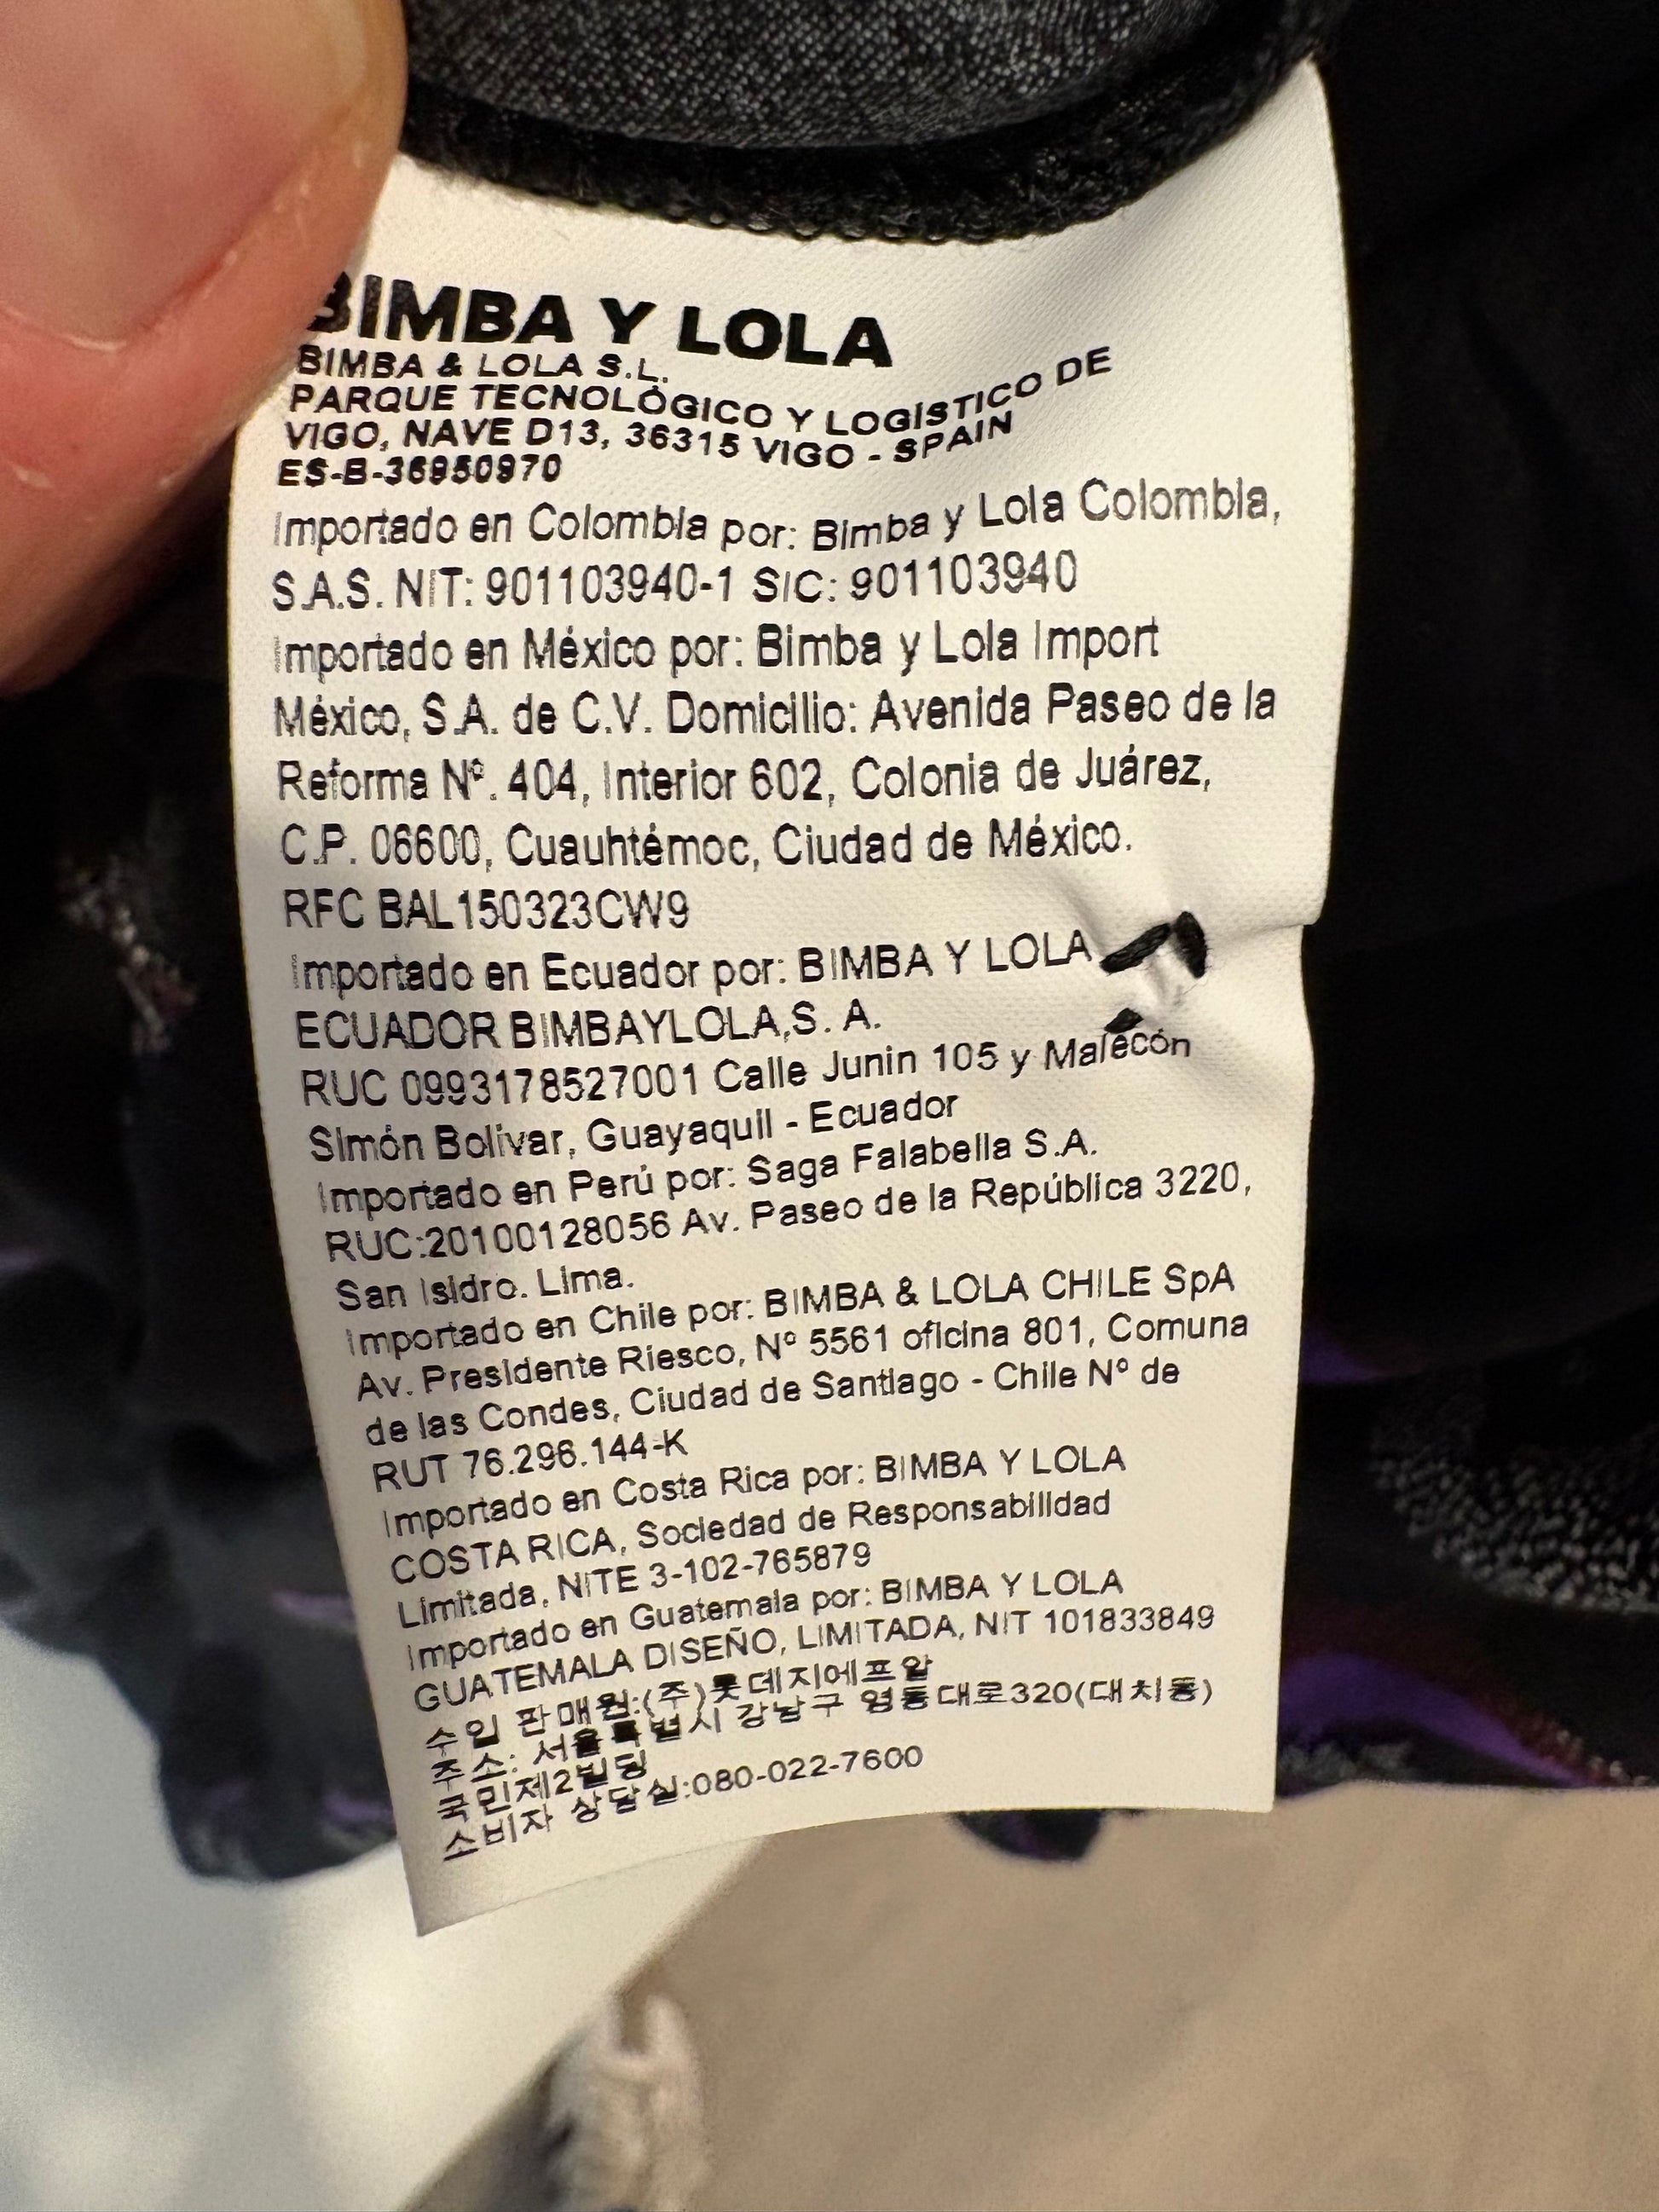 BIMBA Y LOLA
BIMBA & LOLA S.L.
PARQUE TECNOLÓGICO Y LOGÍSTICO DE
VIGO, NAVE D13, 36315 VIGO - SPAIN
ES-B-36950970
Importado en Colombia por: Bimba y Lola Colombia,
S.A.S. NIT: 901103940-1 SIC: 901103940
Importado en México por: Bimba y Lola Import
México, S.A. de C.V. Domicilio: Avenida Paseo de la
Reforma Nº. 404, Interior 602, Colonia de Juárez,
C.P. 06600, Cuauhtémoc, Ciudad de México.
RFC BAL150323CW9
Importado en Ecuador por: BIMBA Y LOLA
ECUADOR BIMBAYLOLA,S. A.
RUC 0993178527001 Calle Junin 105 y Malecón
Simón Bolivar, Guayaquil - Ecuador
Importado en Perú por: Saga Falabella S.A.
RUC:20100128056 Av. Paseo de la República 3220,
San Isidro. Lima.
Importado en Chile por: BIMBA & LOLA CHILE SpA
Av. Presidente Riesco, Nº 5561 oficina 801, Comuna
de las Condes, Ciudad de Santiago - Chile Nº de
RUT 76.296.144-K
Importado en Costa Rica por: BIMBA Y LOLA
COSTA RICA, Sociedad de Responsabilidad
Limitada, NITE 3-102-765879
Importado en Guatemala por: BIMBA Y LOLA
GUATEMALA DISEÑO, LIMITADA, NIT 101833849
수입 판매원:(주)롯데지에프알
주소: 서울특별시 강남구 영동대로320(대치동)
국민제2빌딩
소비자 상담실:080-022-7600